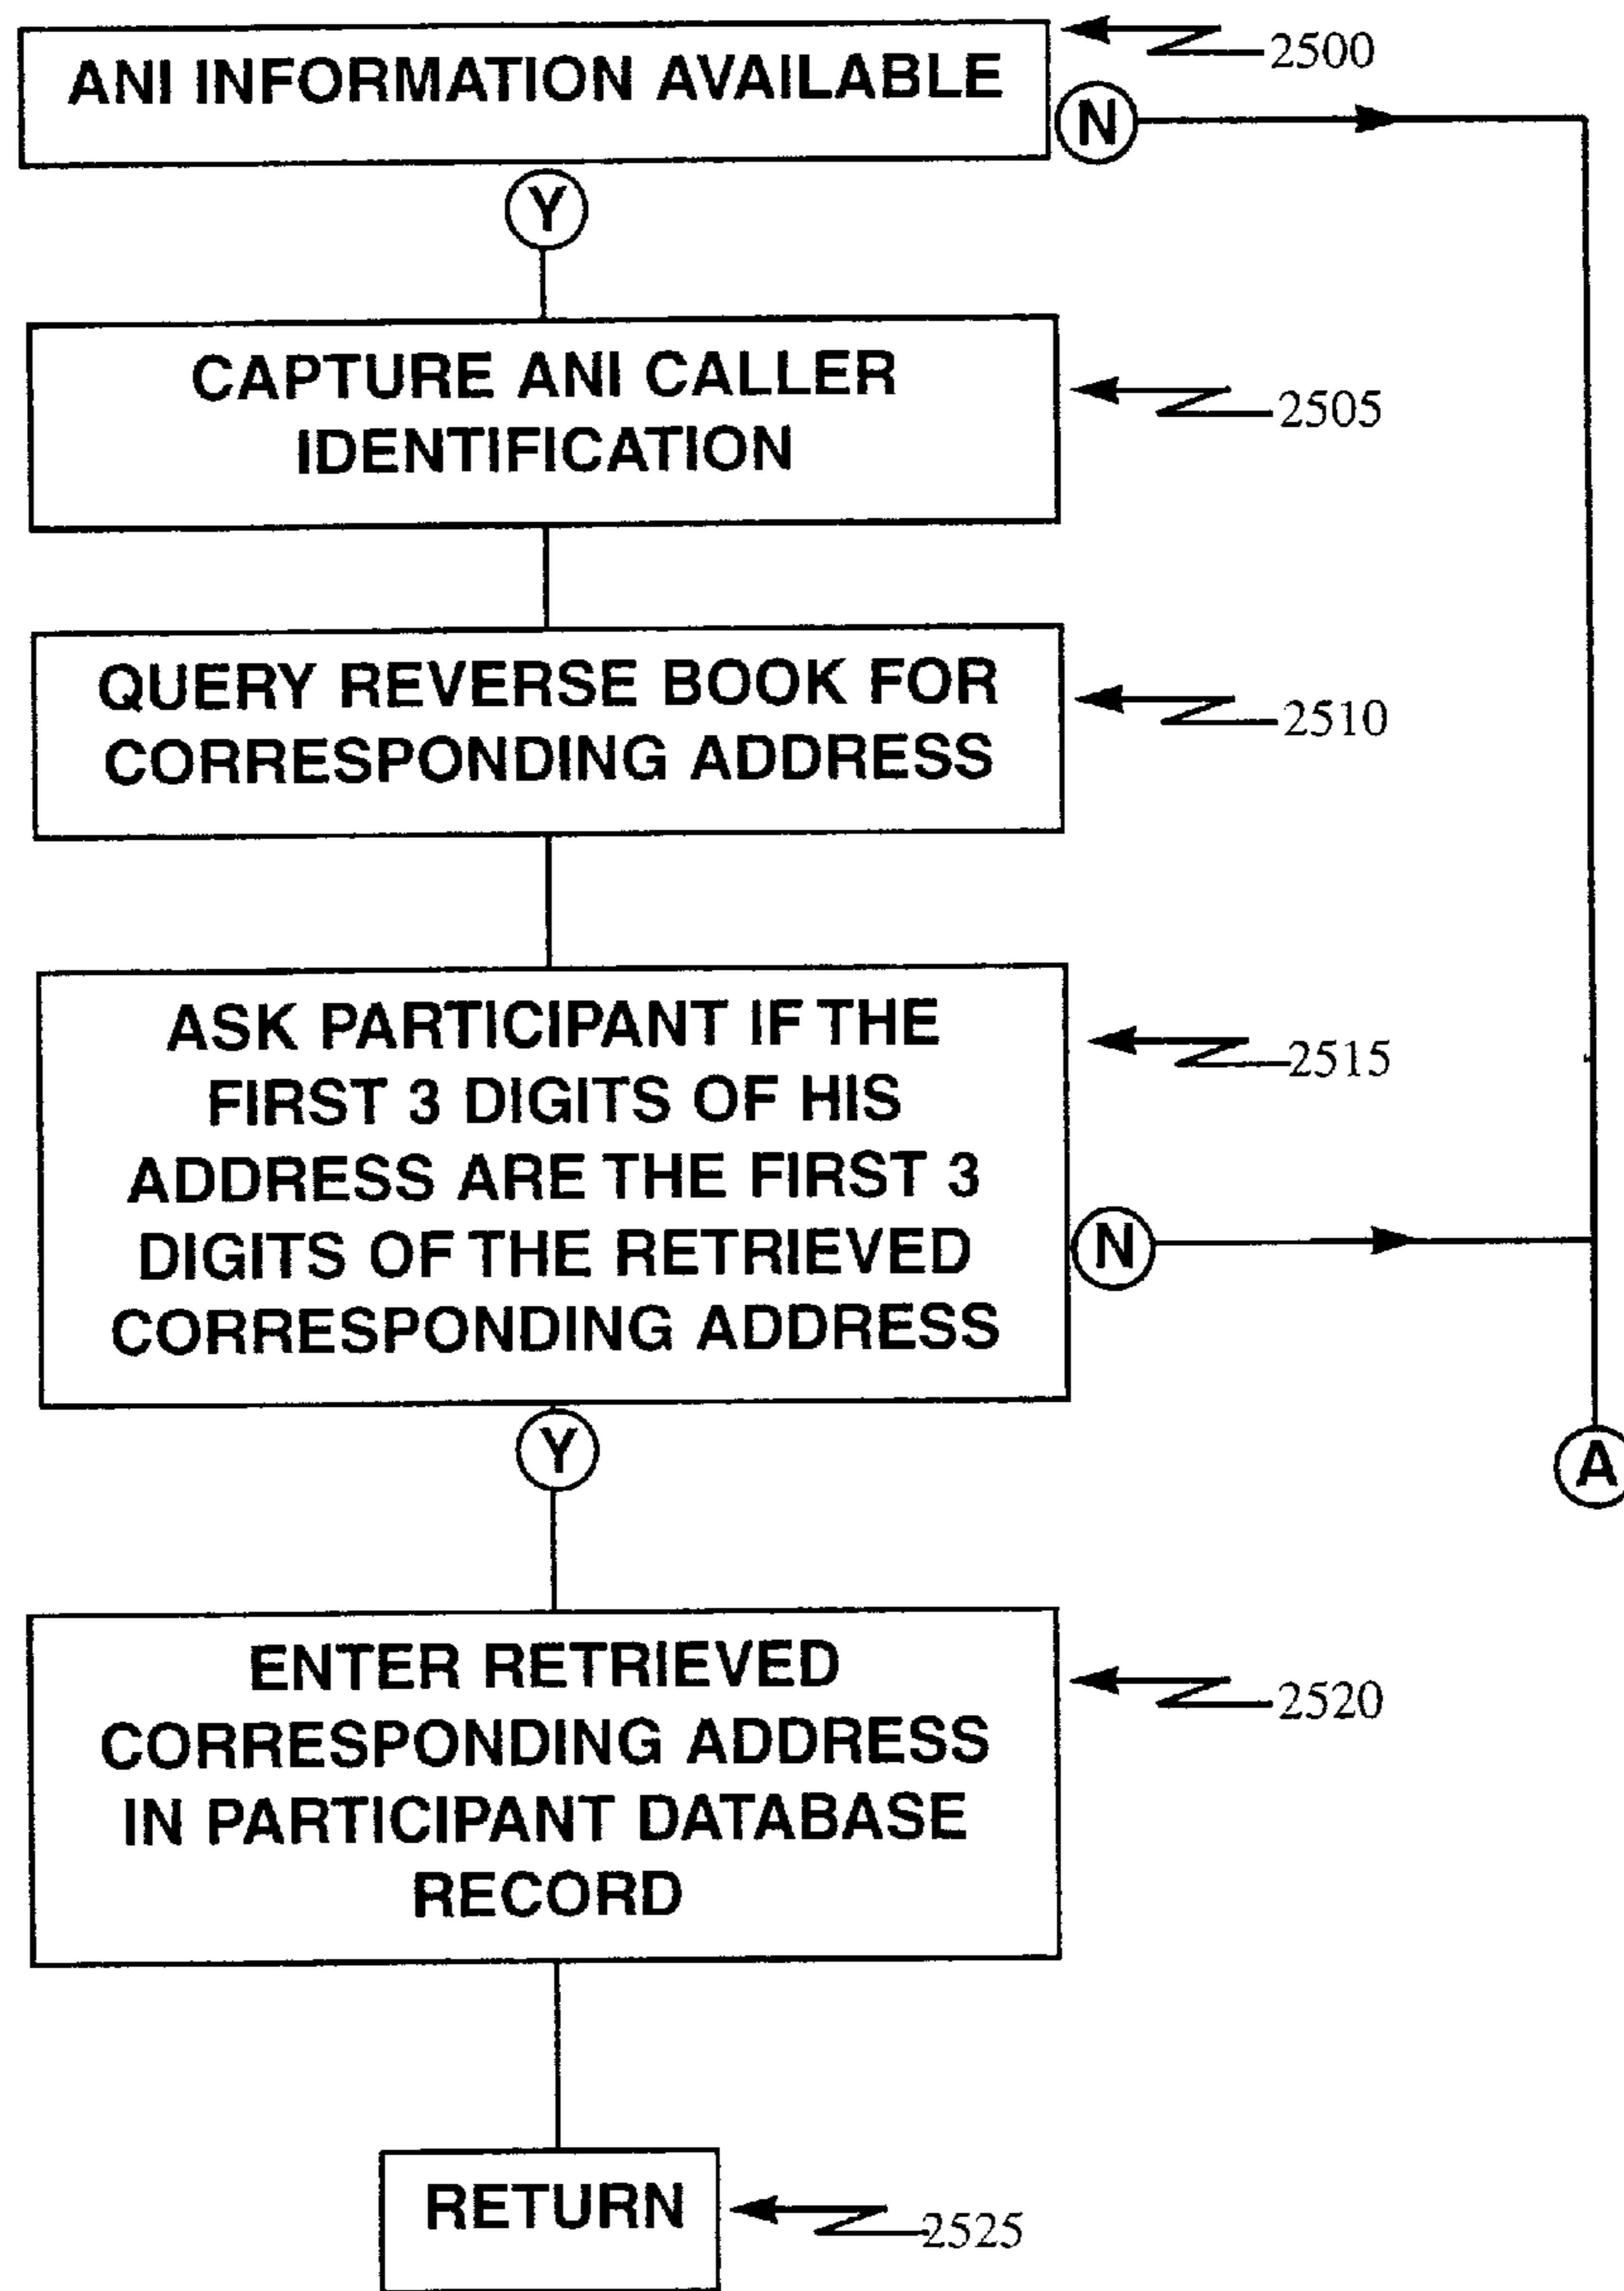 ANI INFORMATION AVAILABLE
2500
N
Y
CAPTURE ANI CALLER
IDENTIFICATION
2505
QUERY REVERSE BOOK FOR
CORRESPONDING ADDRESS
2510
ASK PARTICIPANT IF THE
FIRST 3 DIGITS OF HIS
ADDRESS ARE THE FIRST 3
DIGITS OF THE RETRIEVED
CORRESPONDING ADDRESS
2515
N
Y
A
ENTER RETRIEVED
CORRESPONDING ADDRESS
IN PARTICIPANT DATABASE
RECORD
2520
RETURN
2525